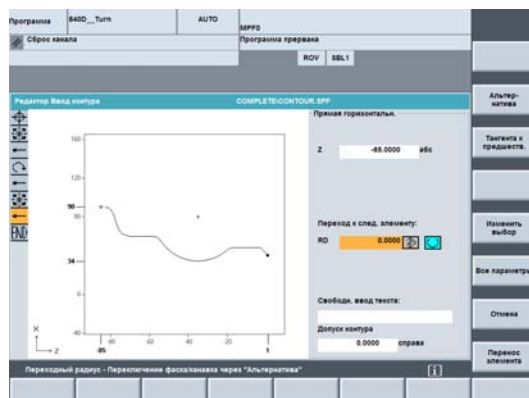 Программа
840D__Turn
AUTO
MPF0
Сброс канала
Программа прервана
ROV
SBL1
Редактор Ввод контура
COMPLETE\CONTOUR.SPF
Прямая горизонтальн.
Z
-65.0000
абс
Переход к след. элементу:
RD
0.0000
Свободн. ввод текста:
Допуск контура
0.0000
справа
160
120
90
80
34
0
-40
X
Z
-85
-80
-60
-40
-20
1
END
Альтер-
натива
Тангента к
предшеств.
Изменить
выбор
Все параметры
Отмена
Перенос
элемента
Переходный радиус - Переключение фаска/канавка через "Альтернатива"